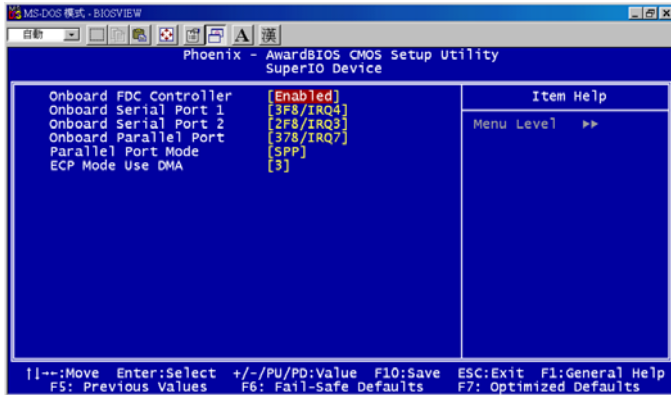 MS-DOS 模式 - BIOSVIEW
自動
A 漢
Phoenix - AwardBIOS CMOS Setup Utility
SuperIO Device
Onboard FDC Controller [Enabled]
Onboard Serial Port 1 [3F8/IRQ4]
Onboard Serial Port 2 [2F8/IRQ3]
Onboard Parallel Port [378/IRQ7]
Parallel Port Mode [SPP]
ECP Mode Use DMA [3]
Item Help
Menu Level ►►
↑↓→←:Move Enter:Select +/-/PU/PD:Value F10:Save ESC:Exit F1:General Help
F5: Previous Values F6: Fail-Safe Defaults F7: Optimized Defaults